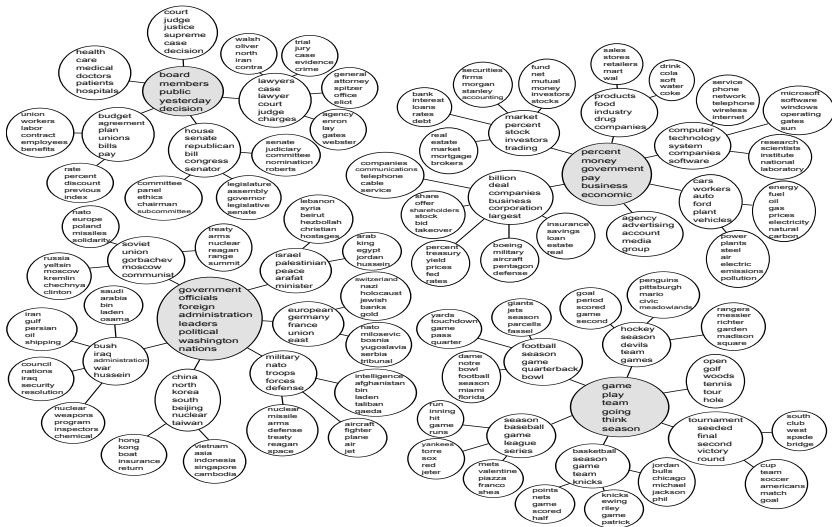 court
judge
justice
supreme
case
decision
health
care
medical
doctors
patients
hospitals
board
members
public
yesterday
decision
walsh
oliver
north
iran
contra
trial
jury
case
evidence
crime
lawyers
case
lawyer
court
judge
charges
general
attorney
spitzer
office
eliot
agency
enron
lay
gates
webster
union
workers
labor
contract
employees
benefits
budget
agreement
plan
unions
bills
pay
house
senate
republican
bill
congress
senator
senate
judiciary
committee
nomination
roberts
rate
percent
discount
previous
index
committee
panel
ethics
chairman
subcommittee
legislature
assembly
governor
legislative
senate
nato
europe
poland
missiles
solidarity
soviet
union
gorbachev
moscow
communist
treaty
arms
nuclear
reagan
range
summit
lebanon
syria
beirut
hezbollah
christian
hostages
arab
king
egypt
jordan
hussein
israel
palestinian
peace
arafat
minister
russia
yeltsin
moscow
kremlin
chechnya
clinton
saudi
arabia
bin
laden
osama
government
officials
foreign
administration
leaders
political
washington
nations
switzerland
nazi
holocaust
jewish
banks
gold
european
germany
france
union
east
iran
gulf
persian
oil
shipping
bush
iraq
administration
war
hussein
nato
milosevic
bosnia
yugoslavia
serbia
tribunal
military
nato
troops
forces
defense
council
nations
iraq
security
resolution
china
north
korea
south
beijing
nuclear
taiwan
intelligence
afghanistan
bin
laden
taliban
qaeda
nuclear
weapons
program
inspectors
chemical
nuclear
missile
arms
defense
treaty
reagan
space
aircraft
fighter
plane
air
jet
hong
kong
boat
insurance
return
vietnam
asia
indonesia
singapore
cambodia
sales
stores
retailers
mart
wal
drink
cola
soft
water
coke
securities
firms
morgan
stanley
accounting
fund
net
mutual
money
investors
stocks
bank
interest
loans
rates
debt
market
percent
stock
investors
trading
products
food
industry
drug
companies
service
phone
network
telephone
wireless
internet
microsoft
software
windows
operating
gates
sun
real
estate
market
mortgage
brokers
computer
technology
system
companies
software
research
scientists
institute
national
laboratory
percent
money
government
pay
business
economic
companies
communications
telephone
cable
service
billion
deal
companies
business
corporation
largest
cars
workers
auto
ford
plant
vehicles
energy
fuel
oil
gas
prices
electricity
natural
carbon
share
offer
shareholders
stock
bid
takeover
agency
advertising
account
media
group
insurance
savings
loan
estate
real
percent
treasury
yield
prices
fed
rates
boeing
military
aircraft
pentagon
defense
power
plants
steel
air
electric
emissions
pollution
penguins
pittsburgh
mario
civic
meadowlands
goal
period
scored
game
second
giants
jets
season
parcells
fassel
yards
touchdown
game
pass
quarter
hockey
season
devils
team
games
rangers
messier
richter
garden
madison
square
football
season
game
quarterback
bowl
dame
notre
bowl
football
season
miami
florida
open
golf
woods
tennis
tour
hole
game
play
team
going
think
season
run
inning
hit
game
runs
season
baseball
game
league
series
tournament
seeded
final
second
victory
round
south
club
west
spade
bridge
yankees
torre
sox
red
jeter
mets
valentine
piazza
franco
shea
basketball
season
game
team
knicks
jordan
bulls
chicago
michael
jackson
phil
cup
team
soccer
americans
match
goal
points
nets
game
scored
half
knicks
ewing
riley
game
patrick